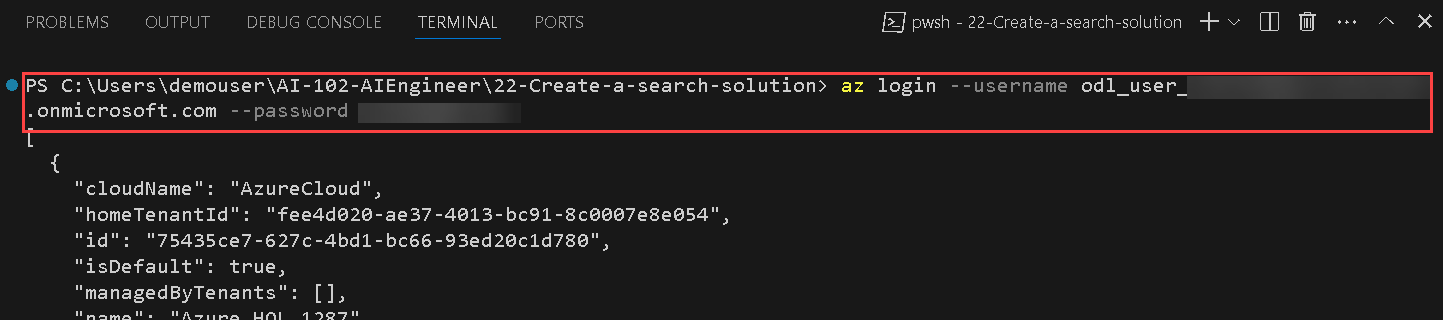 PROBLEMS OUTPUT DEBUG CONSOLE TERMINAL PORTS pwsh - 22-Create-a-search-solution
PS C:\Users\demouser\AI-102-AIEngineer\22-Create-a-search-solution> az login --username odl_user_
.onmicrosoft.com --password
[
{
"cloudName": "AzureCloud",
"homeTenantId": "fee4d020-ae37-4013-bc91-8c0007e8e054",
"id": "75435ce7-627c-4bd1-bc66-93ed20c1d780",
"isDefault": true,
"managedByTenants": [],
"name": "Azure HOL 1287"